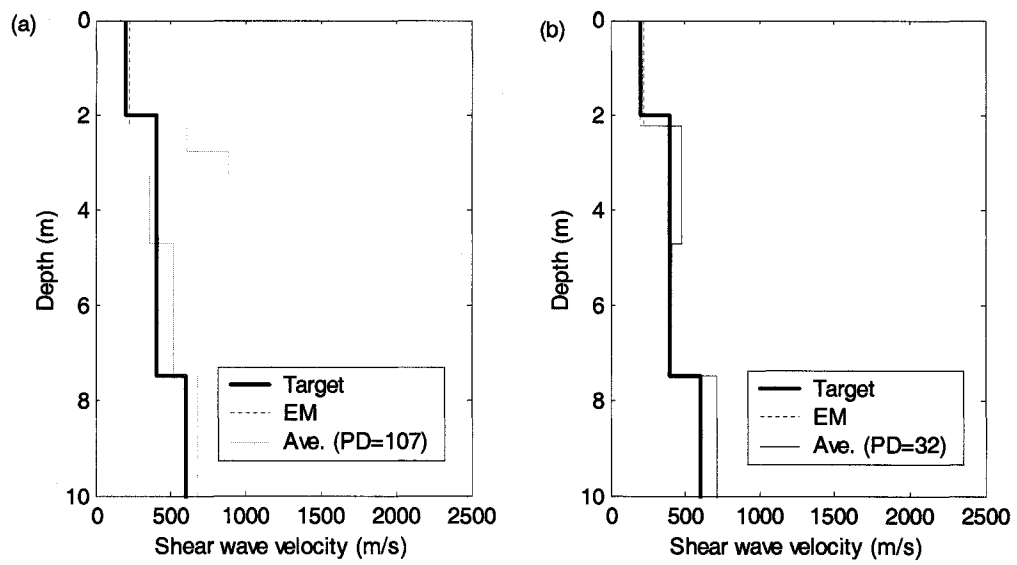 (a)
0
2
4
6
8
10
Depth (m)
Target
EM
Ave. (PD=107)
0 500 1000 1500 2000 2500
Shear wave velocity (m/s)
(b)
0
2
4
6
8
10
Depth (m)
Target
EM
Ave. (PD=32)
0 500 1000 1500 2000 2500
Shear wave velocity (m/s)